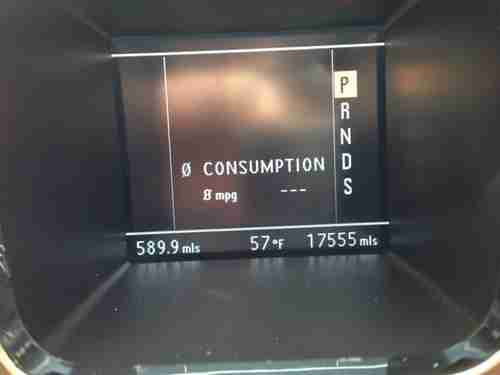 P
R
N
D
S
Ø CONSUMPTION
mpg ---
589.9 mls 57°F 17555 mls